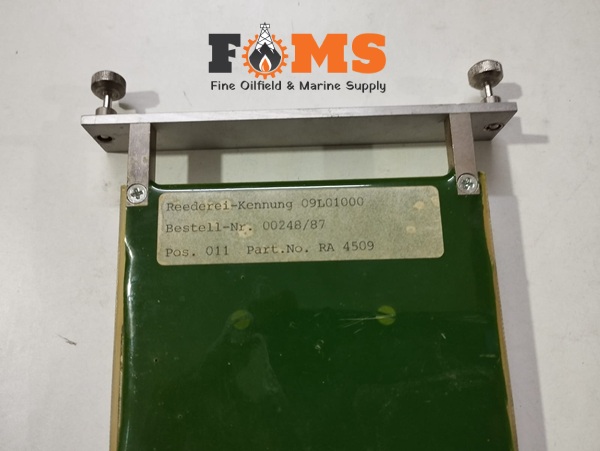 FOMS
Fine Oilfield & Marine Supply
Reederei-Kennung 09L01000
Bestell-Nr. 00248/87
Pos. 011 Part.No. RA 4509